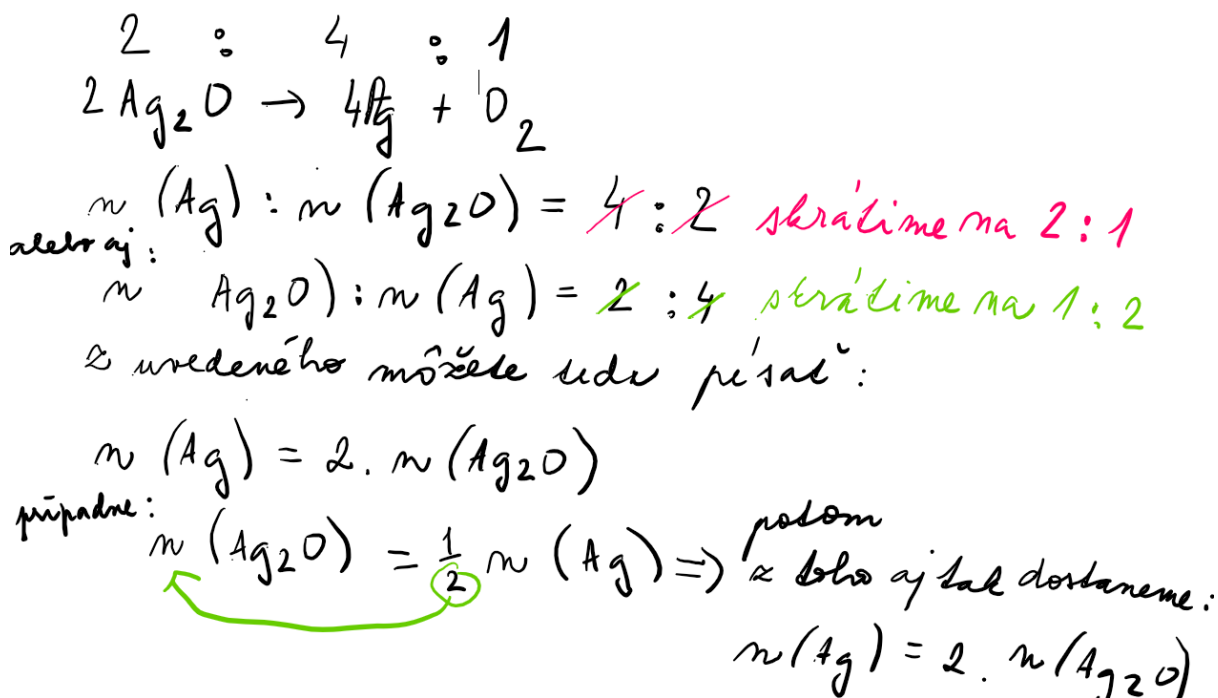 2 : 4 : 1
2 Ag₂O → 4Ag + O₂
n (Ag) : n (Ag₂O) = 4 : 2 skrátime na 2 : 1
alebo aj :
n Ag₂O) : n (Ag) = 2 : 4 skrátime na 1 : 2
z uvedeného môžete teda písať :
n (Ag) = 2 . n (Ag₂O)
prípadne :
n (Ag₂O) = 1/2 n (Ag) ⇒ potom
z toho aj tak dostaneme :
n (Ag) = 2 . n (Ag₂O)